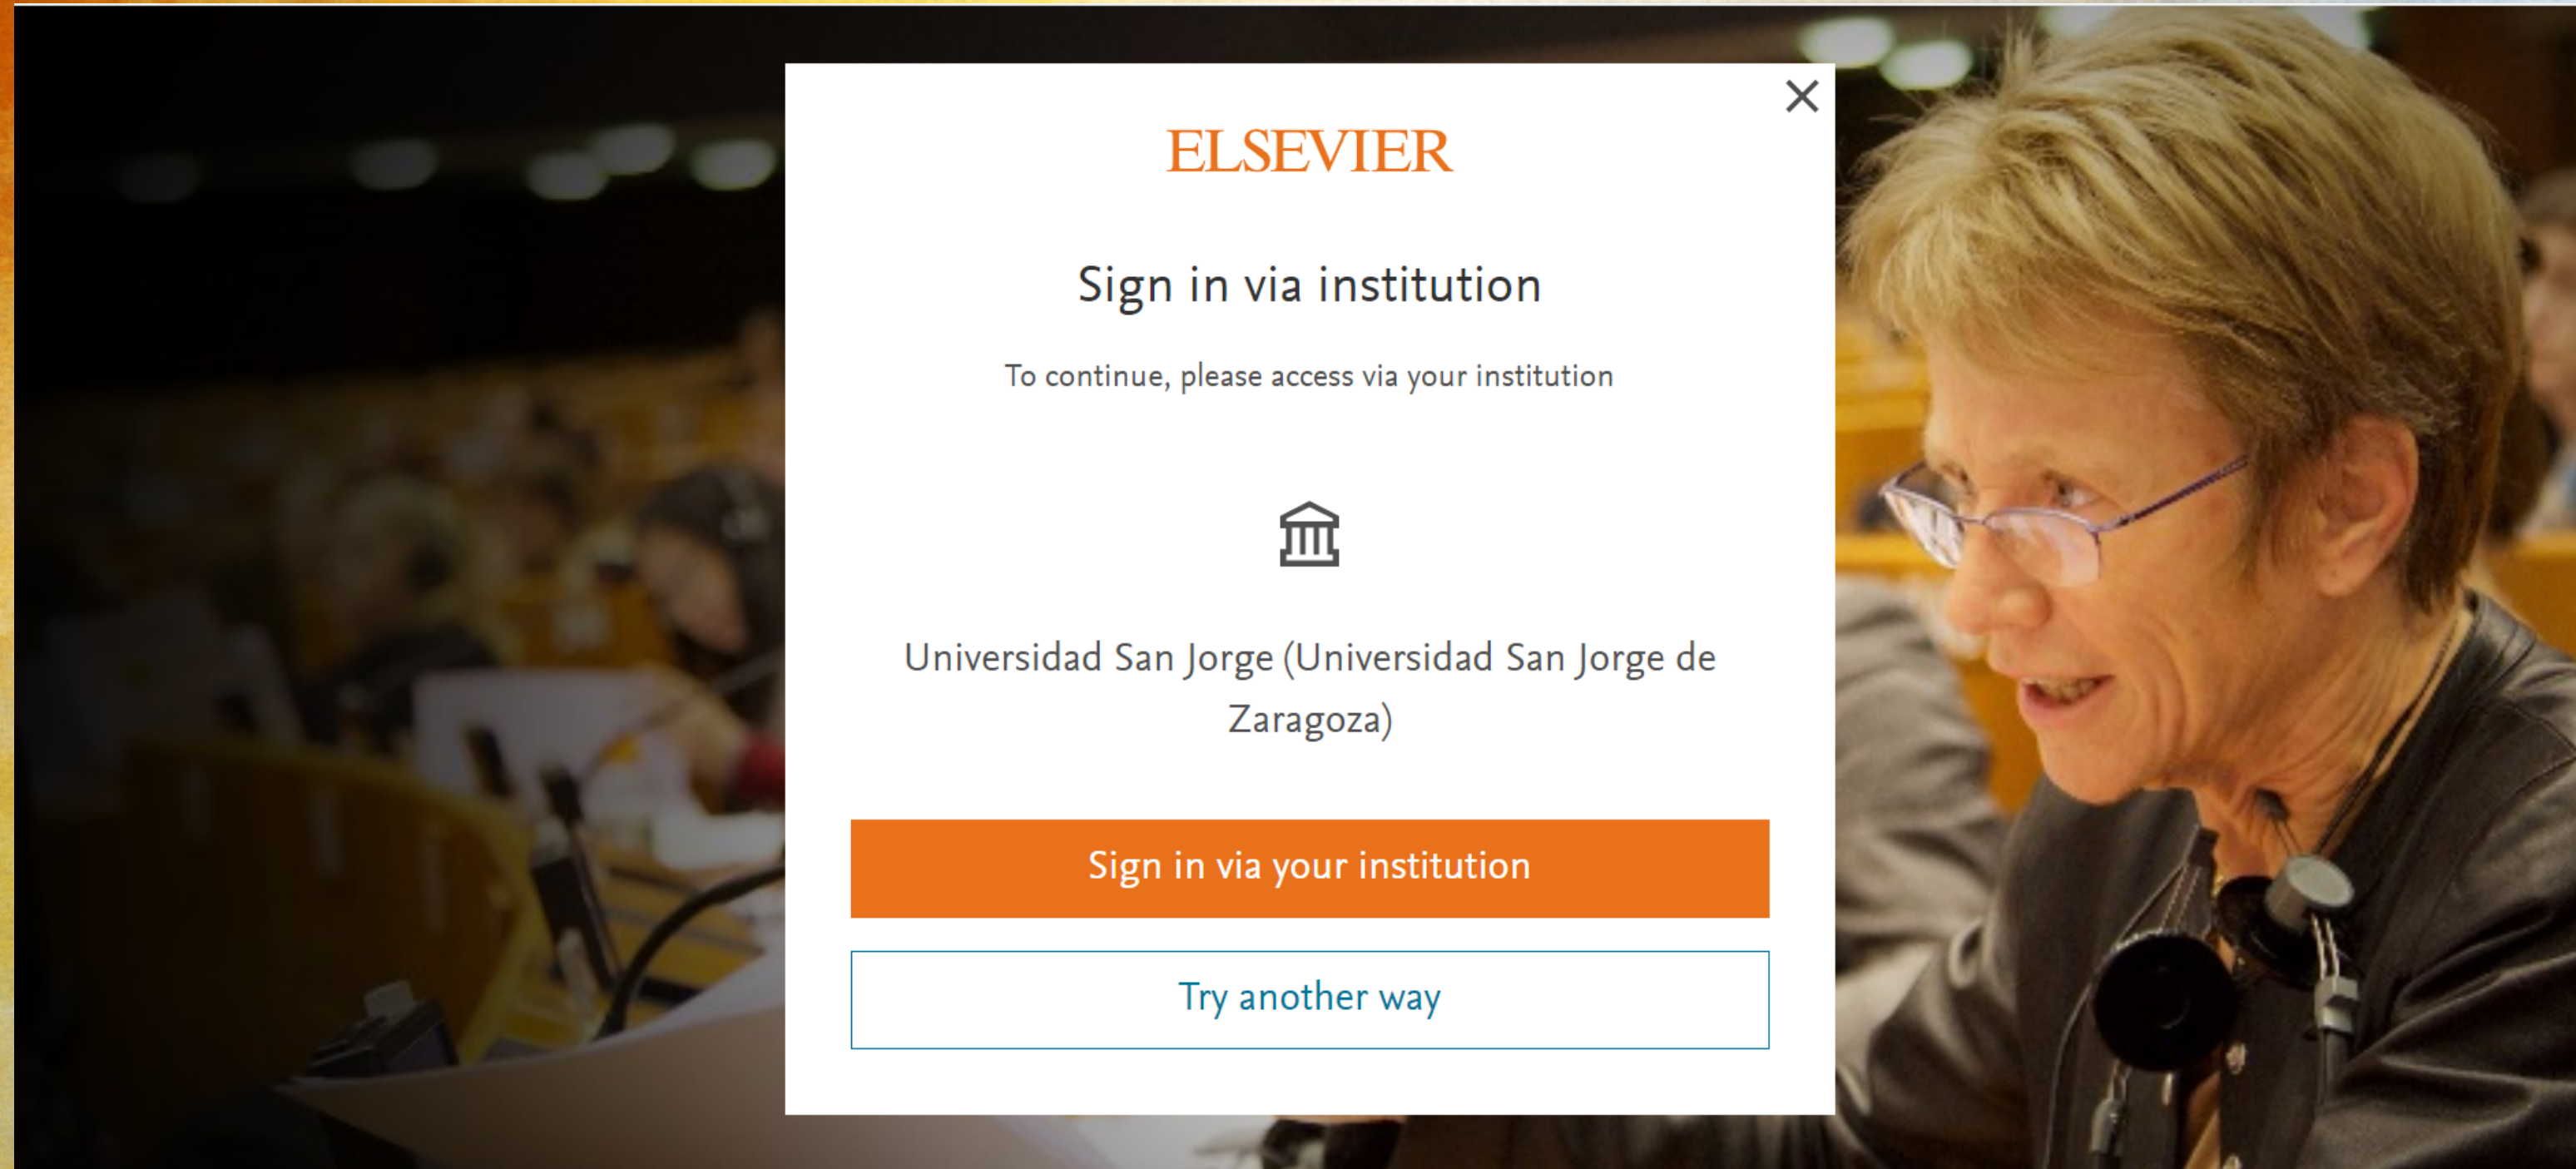 ELSEVIER
Sign in via institution
To continue, please access via your institution
Universidad San Jorge (Universidad San Jorge de
Zaragoza)
Sign in via your institution
Try another way